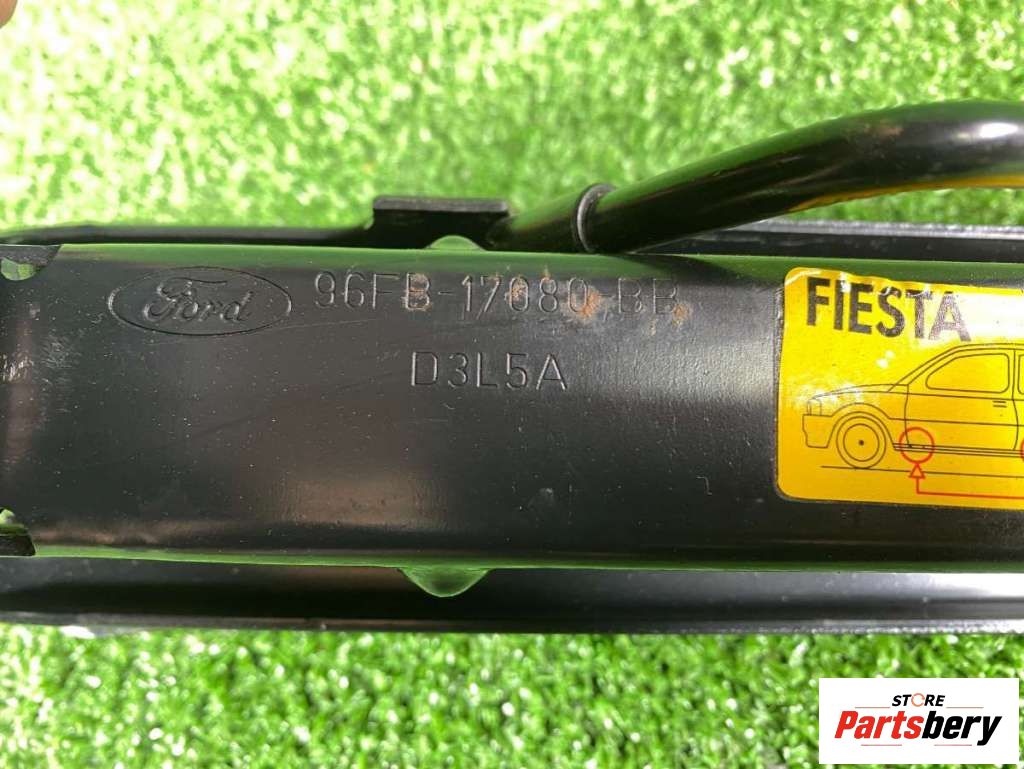 Ford 96FB-17080-BB
D3L5A
FIESTA
STORE
Partsbery